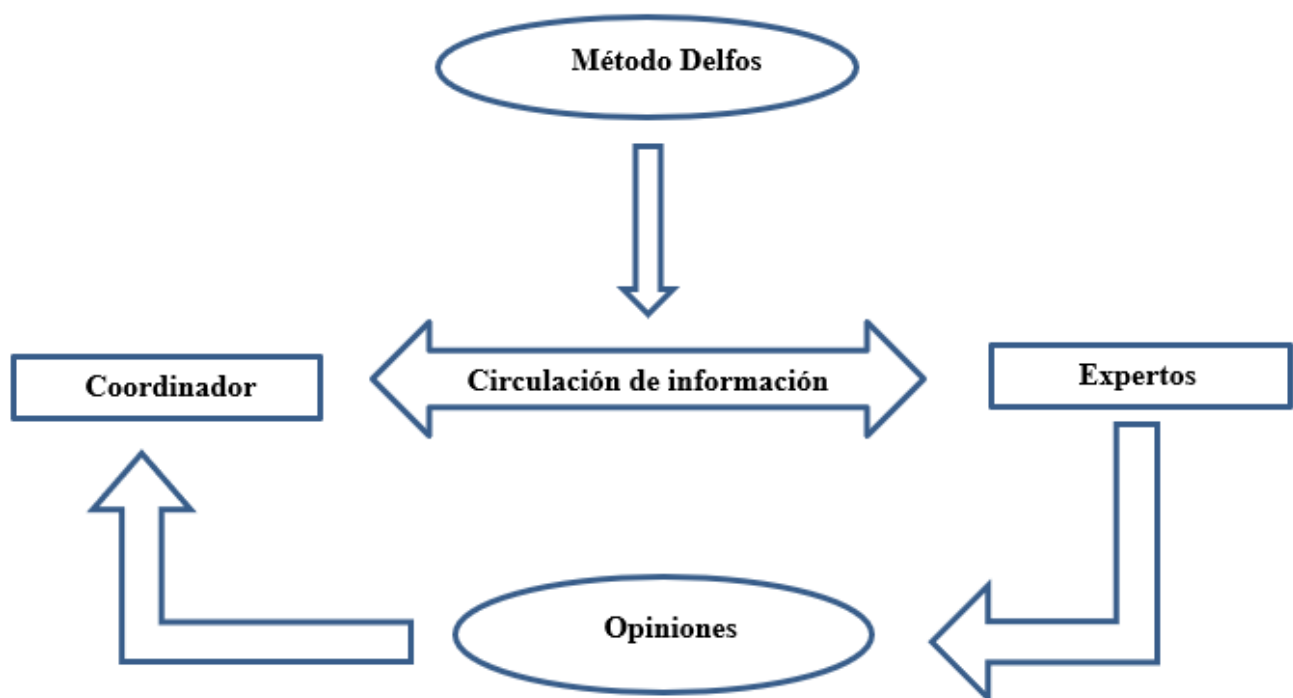 Método Delfos
Coordinador
Circulación de información
Expertos
Opiniones